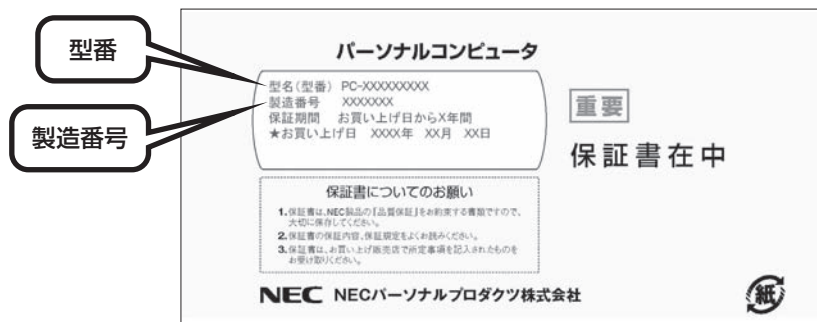 型番
製造番号
パーソナルコンピュータ
型名(型番) PC-XXXXXXXXX
製造番号 XXXXXXX
保証期間 お買い上げ日からX年間
★お買い上げ日 XXXX年 XX月 XX日
重要
保証書在中
保証書についてのお願い
1.保証書は、NEC製品の「品質保証」をお約束する書類ですので、
大切に保存してください。
2.保証書の保証内容、保証規定をよくお読みください。
3.保証書は、お買い上げ販売店で所定事項を記入されたものを
お受け取りください。
NEC NECパーソナルプロダクツ株式会社
紙